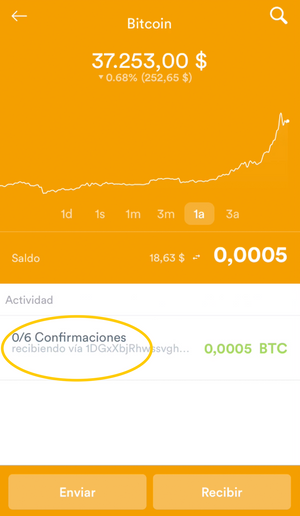 Bitcoin
37.253,00 $
▾ 0.68% (252,65 $)
1d 1s 1m 3m 1a 3a
Saldo 18,63 $ 0,0005
Actividad
0/6 Confirmaciones
recibiendo vía 1DGxXbjRhwssvgh... 0,0005 BTC
Enviar Recibir